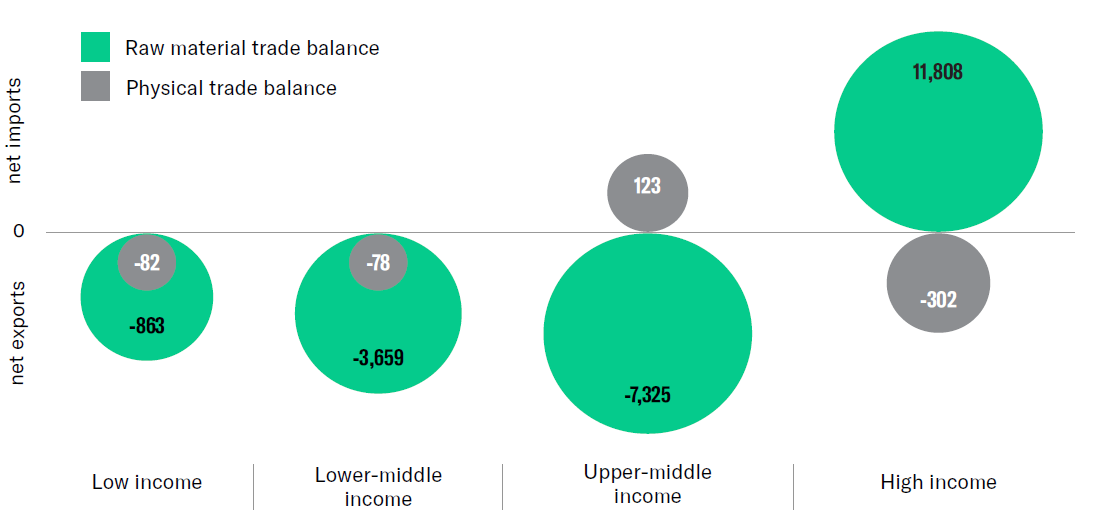 Raw material trade balance
Physical trade balance
net imports
0
net exports
11,808
123
-82
-863
-78
-3,659
-7,325
-302
Low income
Lower-middle
income
Upper-middle
income
High income